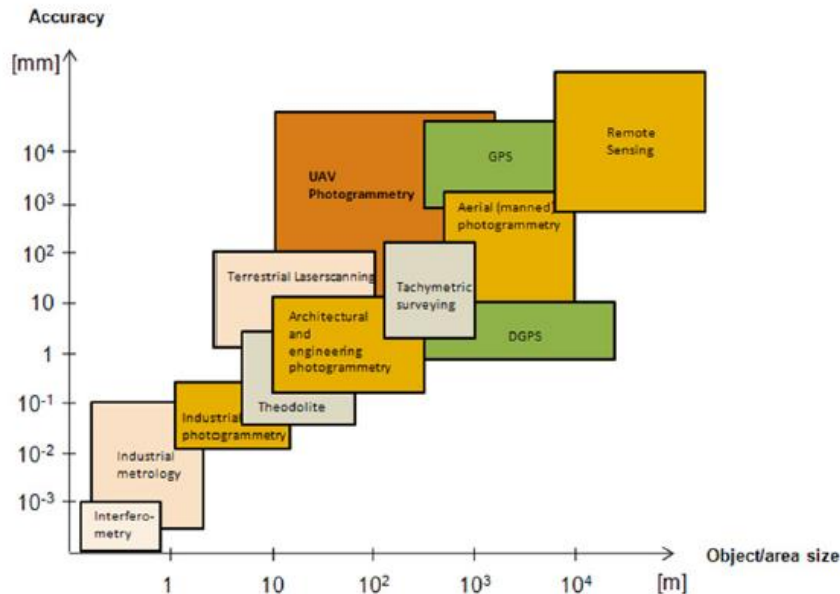 Accuracy
[mm]
10⁴
10³
10²
10
1
10⁻¹
10⁻²
10⁻³
UAV
Photogrammetry
GPS
Remote
Sensing
Aerial (manned)
photogrammetry
Terrestrial Laserscanning
Tachymetric
surveying
Architectural
and
engineering
photogrammetry
DGPS
Theodolite
Industrial
photogrammetry
Industrial
metrology
Interfero-
metry
1
10
10²
10³
10⁴
[m]
Object/area size